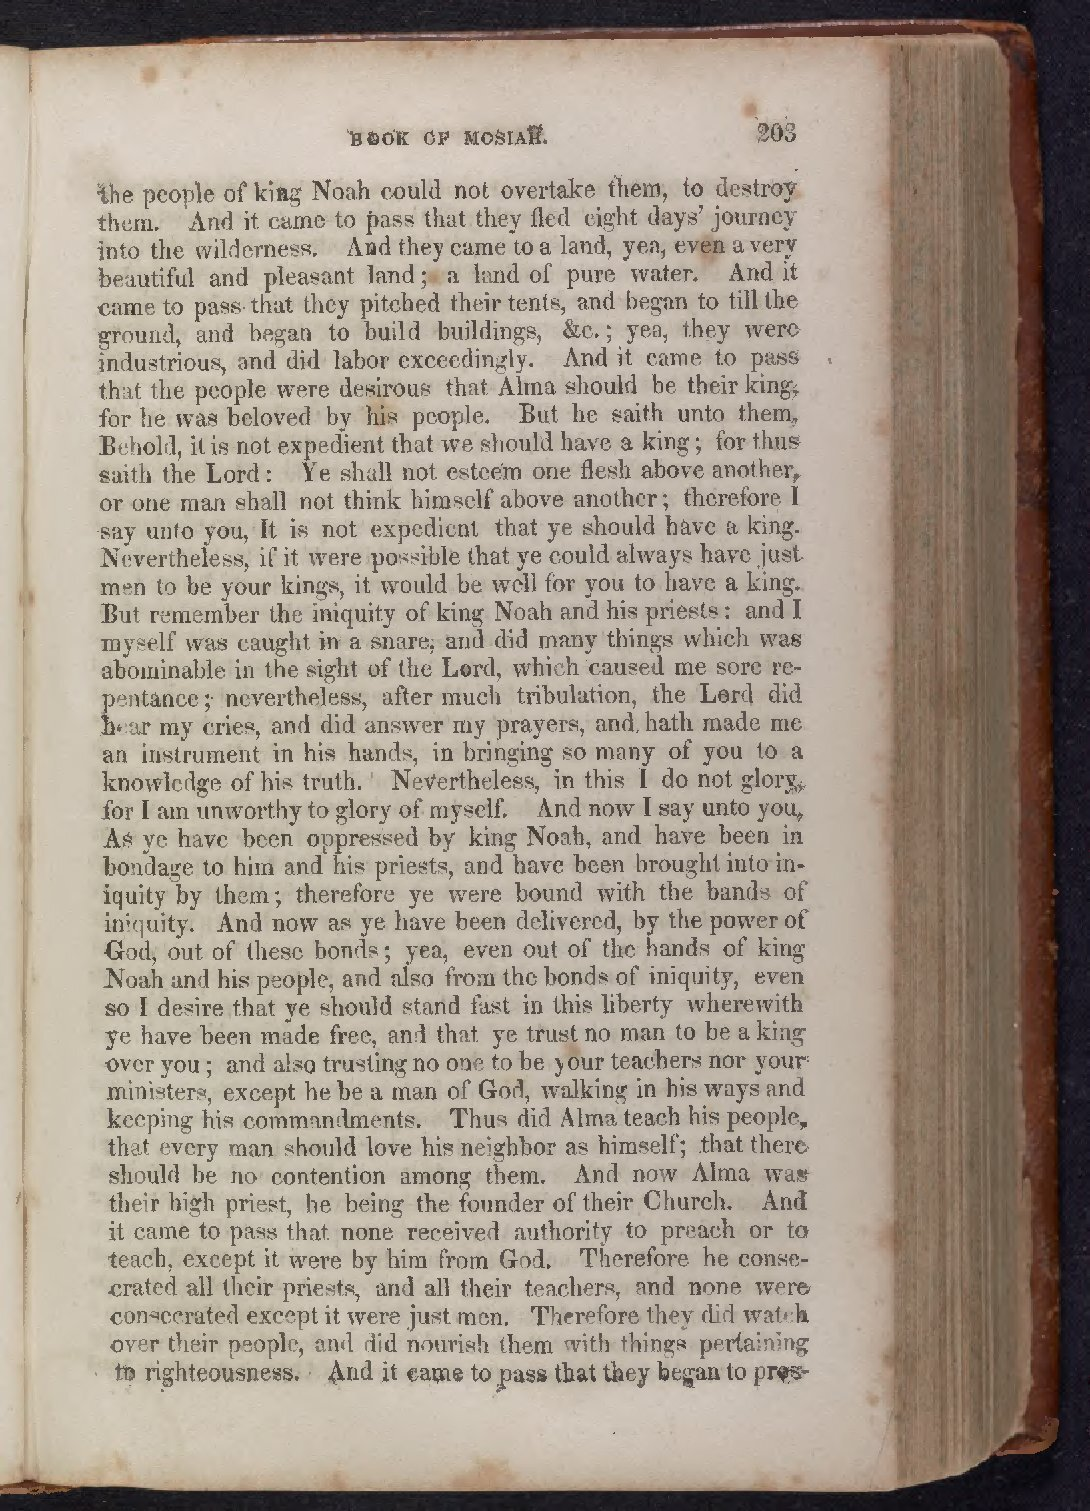 BOOK OF MOSIAH. 203
the people of king Noah could not overtake them, to destroy
them. And it came to pass that they fled eight days' journey
into the wilderness. And they came to a land, yea, even a very
beautiful and pleasant land; a land of pure water. And it
came to pass that they pitched their tents, and began to till the
ground, and began to build buildings, &c.; yea, they were
industrious, and did labor exceedingly. And it came to pass
that the people were desirous that Alma should be their king,
for he was beloved by his people. But he saith unto them,
Behold, it is not expedient that we should have a king; for thus
saith the Lord: Ye shall not esteem one flesh above another,
or one man shall not think himself above another; therefore I
say unto you, It is not expedient that ye should have a king.
Nevertheless, if it were possible that ye could always have just
men to be your kings, it would be well for you to have a king.
But remember the iniquity of king Noah and his priests: and I
myself was caught in a snare, and did many things which was
abominable in the sight of the Lord, which caused me sore re-
pentance; nevertheless, after much tribulation, the Lord did
hear my cries, and did answer my prayers, and hath made me
an instrument in his hands, in bringing so many of you to a
knowledge of his truth. Nevertheless, in this I do not glory,
for I am unworthy to glory of myself. And now I say unto you,
As ye have been oppressed by king Noah, and have been in
bondage to him and his priests, and have been brought into in-
iquity by them; therefore ye were bound with the bands of
iniquity. And now as ye have been delivered, by the power of
God, out of these bonds; yea, even out of the hands of king
Noah and his people, and also from the bonds of iniquity, even
so I desire that ye should stand fast in this liberty wherewith
ye have been made free, and that ye trust no man to be a king
over you; and also trusting no one to be your teachers nor your
ministers, except he be a man of God, walking in his ways and
keeping his commandments. Thus did Alma teach his people,
that every man should love his neighbor as himself; that there
should be no contention among them. And now Alma was
their high priest, he being the founder of their Church. And
it came to pass that none received authority to preach or to
teach, except it were by him from God. Therefore he conse-
crated all their priests, and all their teachers, and none were
consecrated except it were just men. Therefore they did watch
over their people, and did nourish them with things pertaining
to righteousness. And it came to pass that they began to pros-